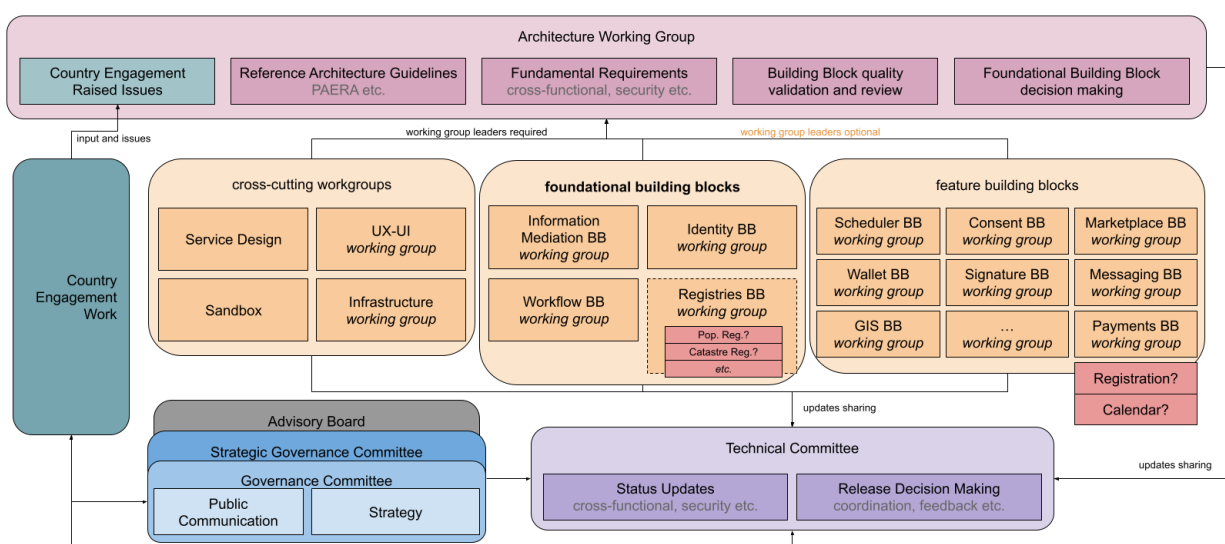 Architecture Working Group
Country Engagement
Raised Issues
Reference Architecture Guidelines
PAERA etc.
Fundamental Requirements
cross-functional, security etc.
Building Block quality
validation and review
Foundational Building Block
decision making
input and issues
working group leaders required
working group leaders optional
Country
Engagement
Work
cross-cutting workgroups
Service Design
UX-UI
working group
Sandbox
Infrastructure
working group
foundational building blocks
Information
Mediation BB
working group
Identity BB
working group
Workflow BB
working group
Registries BB
working group
Pop. Reg.?
Catastre Reg.?
etc.
feature building blocks
Scheduler BB
working group
Consent BB
working group
Marketplace BB
working group
Wallet BB
working group
Signature BB
working group
Messaging BB
working group
GIS BB
working group
...
working group
Payments BB
working group
Registration?
Calendar?
updates sharing
Advisory Board
Strategic Governance Committee
Governance Committee
Public
Communication
Strategy
Technical Committee
Status Updates
cross-functional, security etc.
Release Decision Making
coordination, feedback etc.
updates sharing